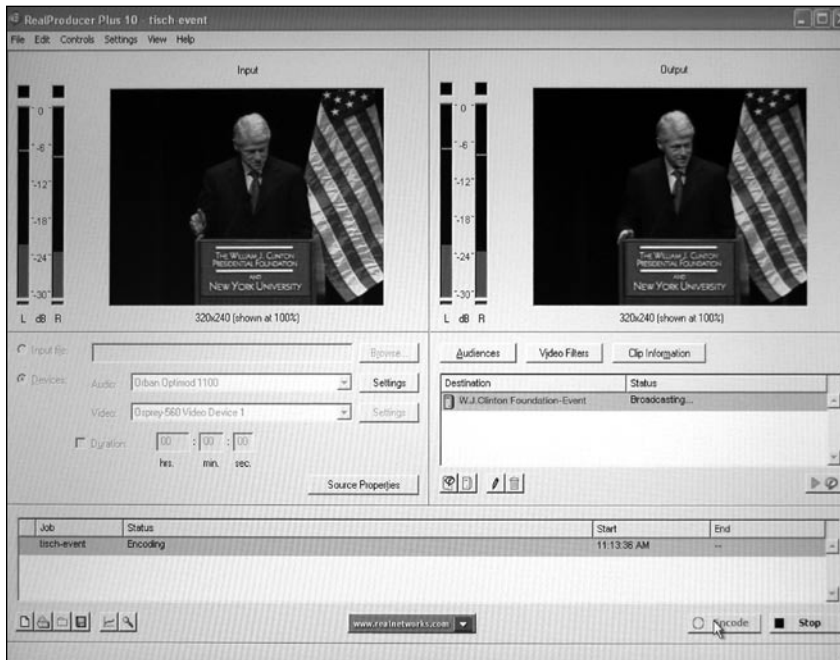 RealProducer Plus 10 - tisch-event
File Edit Controls Settings View Help
Input
Output
0
-6
-12
-18
-24
-30
L dB R
THE WILLIAM J. CLINTON
PRESIDENTIAL FOUNDATION
AND
NEW YORK UNIVERSITY
320x240 (shown at 100%)
0
-6
-12
-18
-24
-30
L dB R
THE WILLIAM J. CLINTON
PRESIDENTIAL FOUNDATION
AND
NEW YORK UNIVERSITY
320x240 (shown at 100%)
Input file: Browse...
Devices: Audio: Orban Optimod 1100 Settings
Video: Osprey-560 Video Device 1 Settings
Duration: 00 : 00 : 00
hrs. min. sec.
Source Properties
Audiences Video Filters Clip Information
Destination Status
W.J.Clinton Foundation-Event Broadcasting...
Job Status Start End
tisch-event Encoding 11:13:36 AM --
www.realnetworks.com
Encode Stop